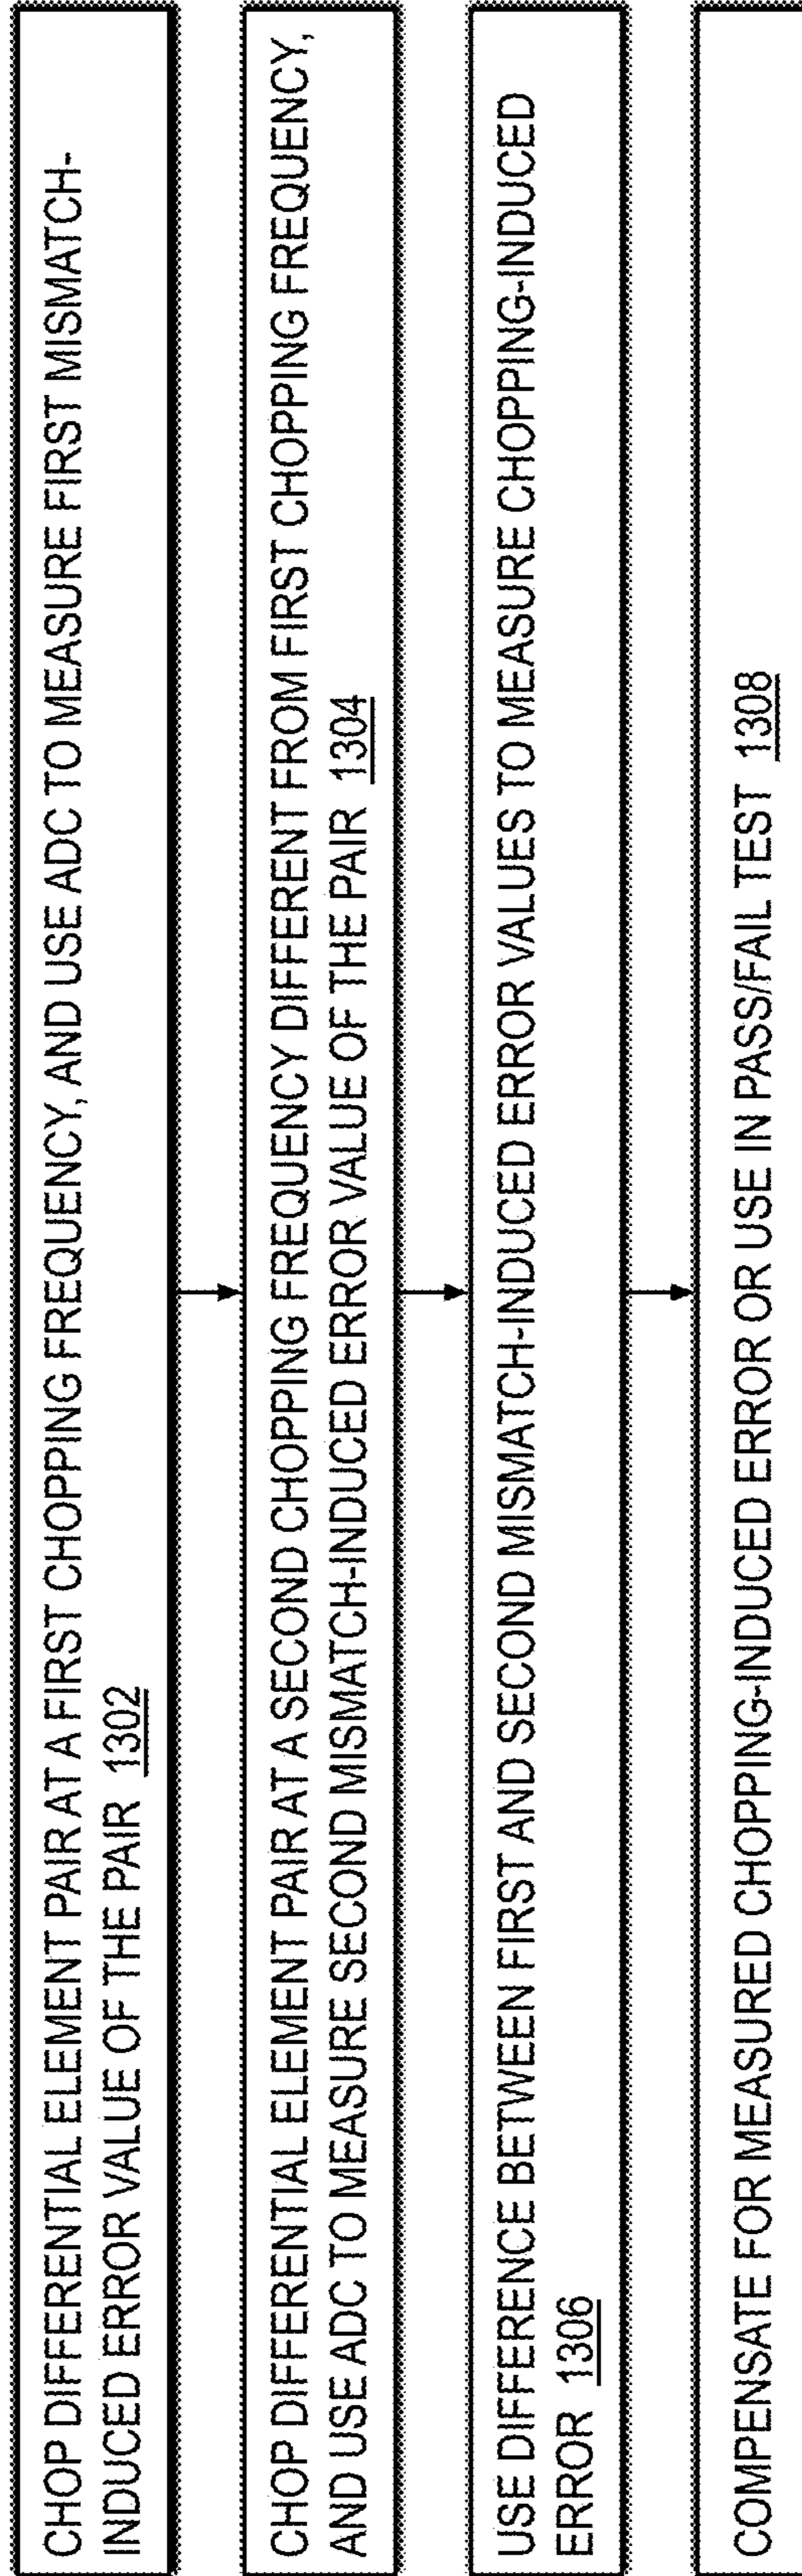 CHOP DIFFERENTIAL ELEMENT PAIR AT A FIRST CHOPPING FREQUENCY, AND USE ADC TO MEASURE FIRST MISMATCH-
INDUCED ERROR VALUE OF THE PAIR 1302
CHOP DIFFERENTIAL ELEMENT PAIR AT A SECOND CHOPPING FREQUENCY DIFFERENT FROM FIRST CHOPPING FREQUENCY,
AND USE ADC TO MEASURE SECOND MISMATCH-INDUCED ERROR VALUE OF THE PAIR 1304
USE DIFFERENCE BETWEEN FIRST AND SECOND MISMATCH-INDUCED ERROR VALUES TO MEASURE CHOPPING-INDUCED
ERROR 1306
COMPENSATE FOR MEASURED CHOPPING-INDUCED ERROR OR USE IN PASS/FAIL TEST 1308